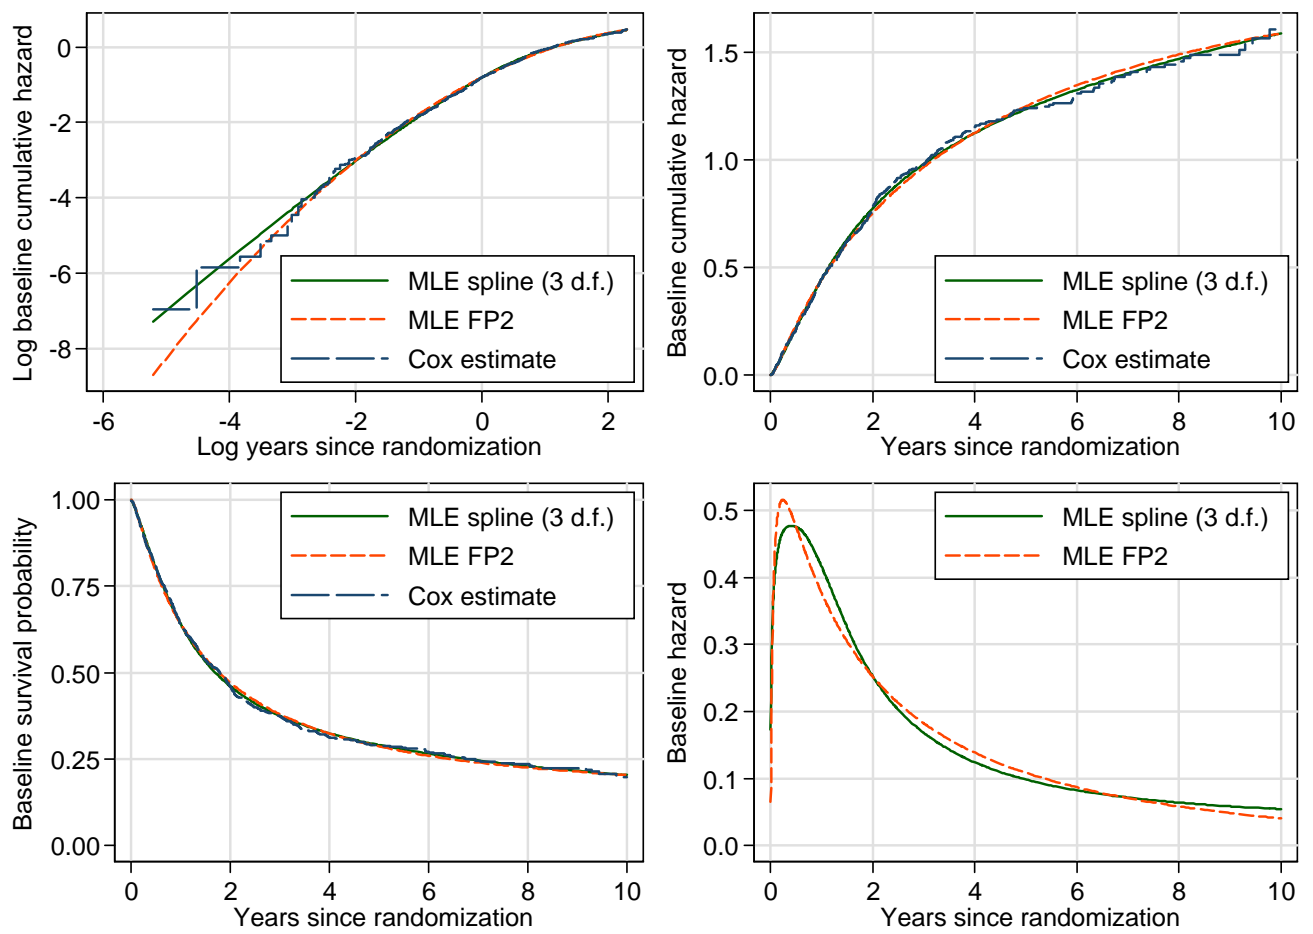 Log baseline cumulative hazard
0
-2
-4
-6
-8
MLE spline (3 d.f.)
MLE FP2
Cox estimate
-6 -4 -2 0 2
Log years since randomization
Baseline cumulative hazard
1.5
1.0
0.5
0.0
MLE spline (3 d.f.)
MLE FP2
Cox estimate
0 2 4 6 8 10
Years since randomization
Baseline survival probability
1.00
0.75
0.50
0.25
0.00
MLE spline (3 d.f.)
MLE FP2
Cox estimate
0 2 4 6 8 10
Years since randomization
Baseline hazard
0.5
0.4
0.3
0.2
0.1
0.0
MLE spline (3 d.f.)
MLE FP2
0 2 4 6 8 10
Years since randomization